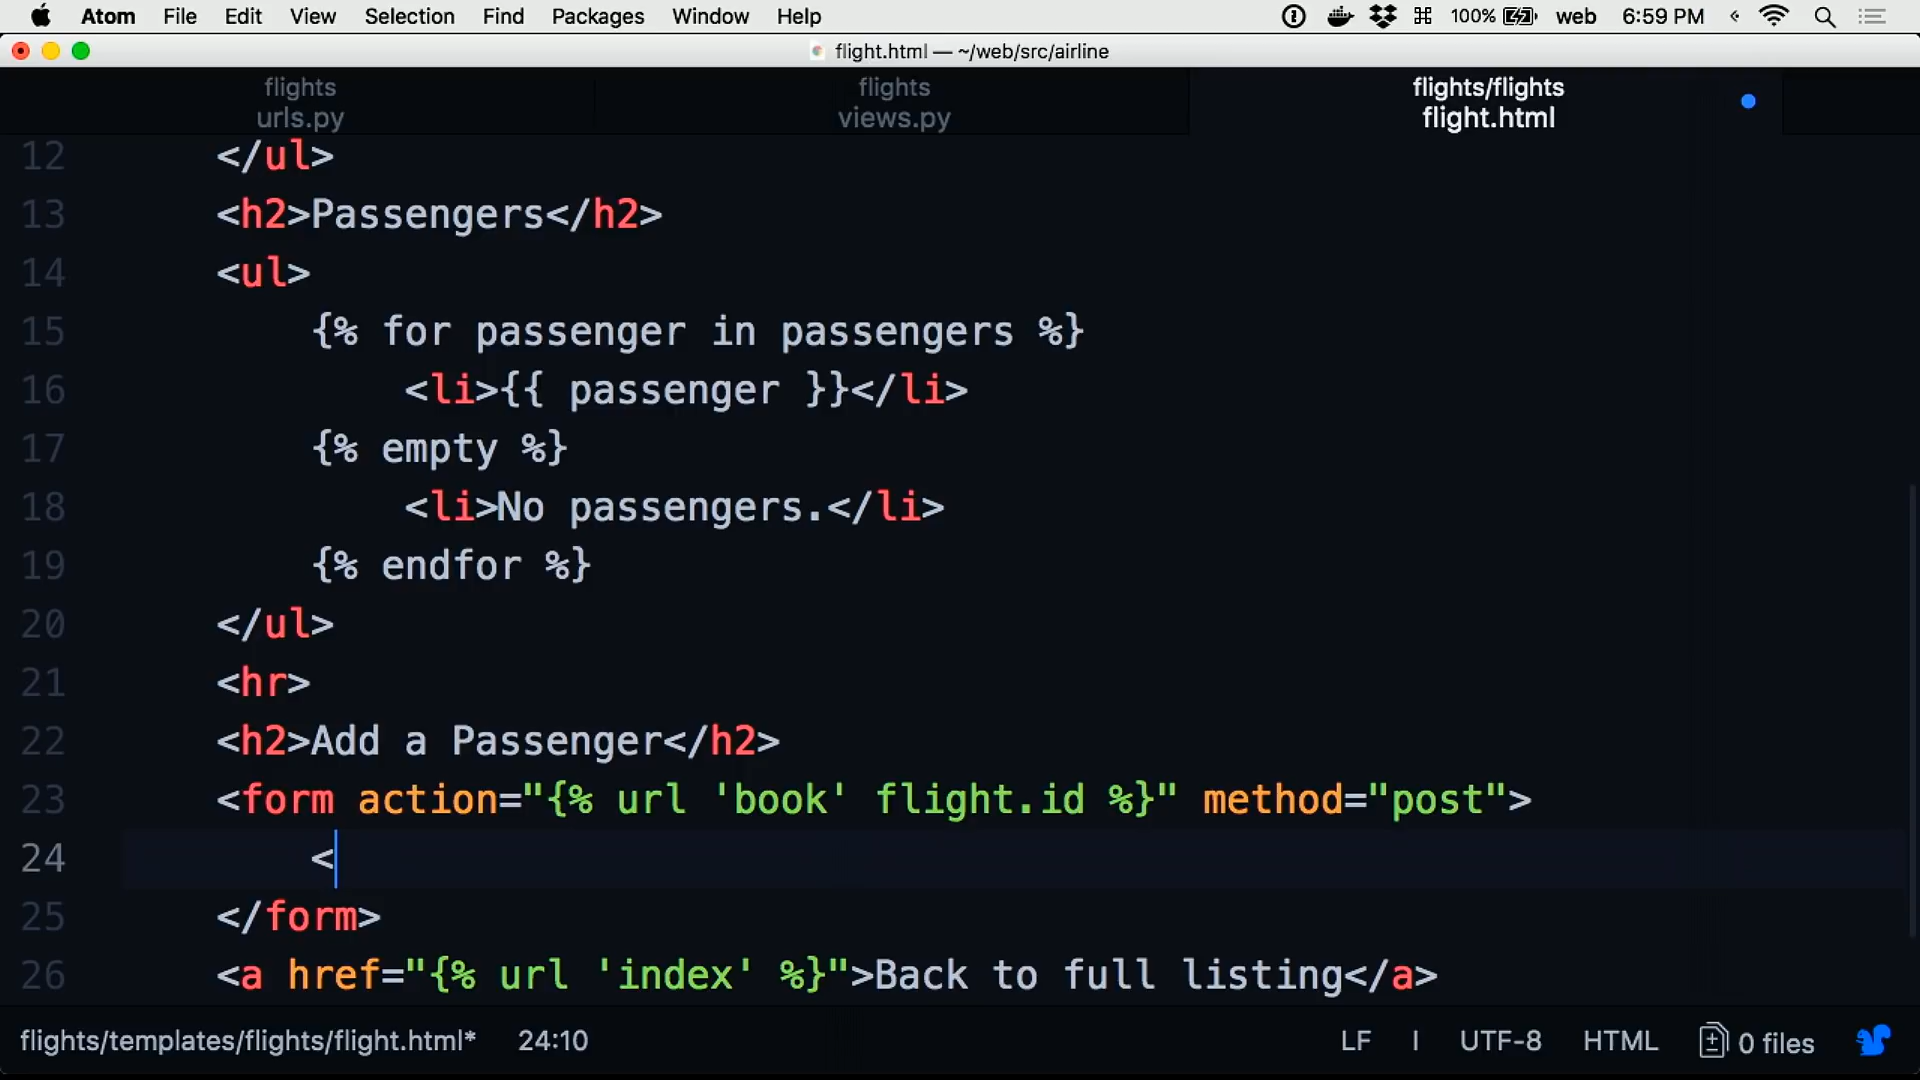 Atom File Edit View Selection Find Packages Window Help 100% web 6:59 PM
flight.html — ~/web/src/airline
flights flights flights/flights
urls.py views.py flight.html
12 </ul>
13 <h2>Passengers</h2>
14 <ul>
15 {% for passenger in passengers %}
16 <li>{{ passenger }}</li>
17 {% empty %}
18 <li>No passengers.</li>
19 {% endfor %}
20 </ul>
21 <hr>
22 <h2>Add a Passenger</h2>
23 <form action="{% url 'book' flight.id %}" method="post">
24 <
25 </form>
26 <a href="{% url 'index' %}">Back to full listing</a>
flights/templates/flights/flight.html* 24:10 LF I UTF-8 HTML 0 files